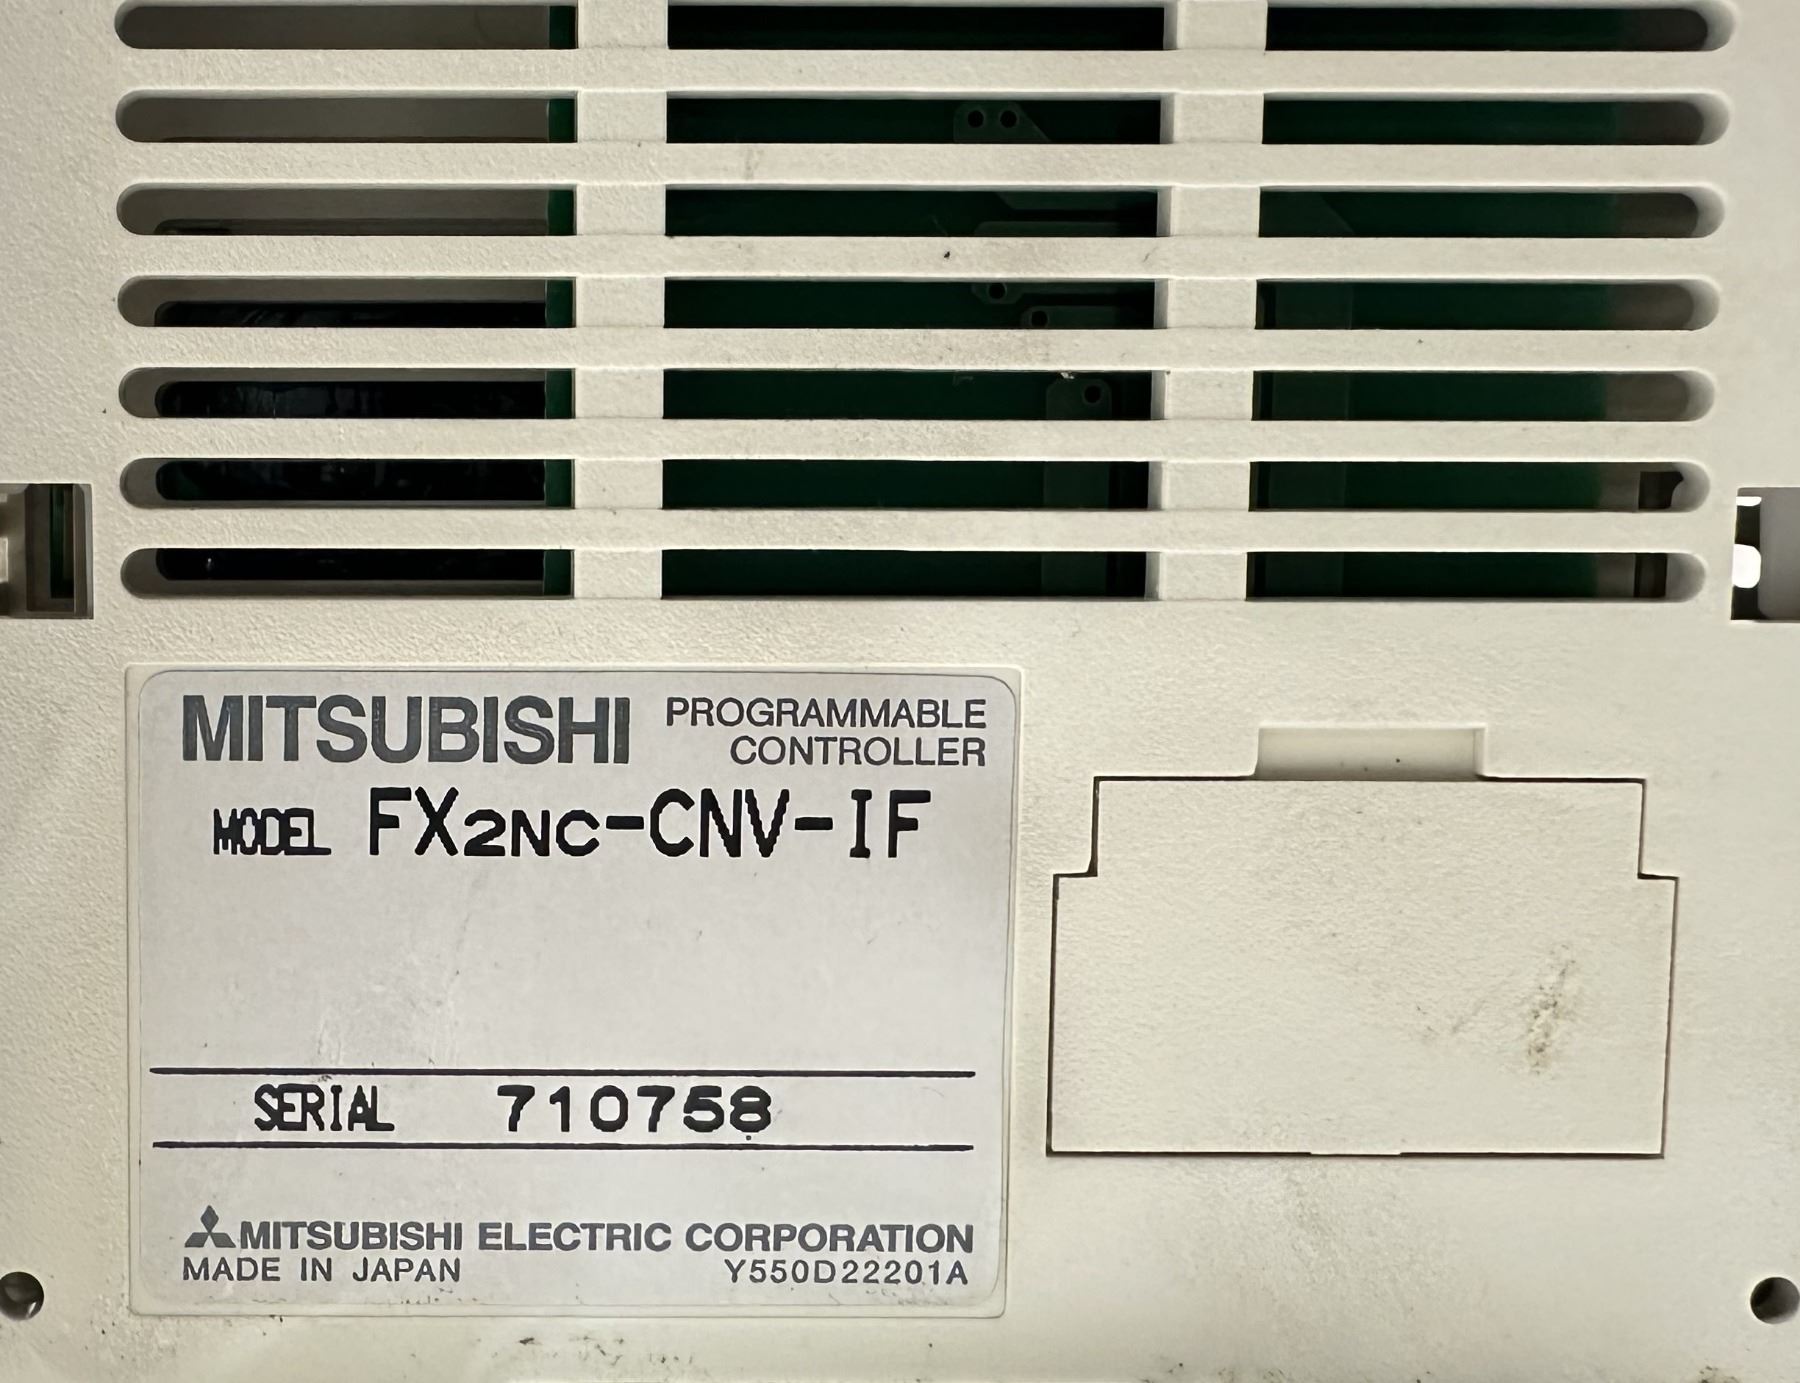 MITSUBISHI PROGRAMMABLE CONTROLLER
MODEL FX2NC-CNV-IF
SERIAL 710758
MITSUBISHI ELECTRIC CORPORATION
MADE IN JAPAN Y550D22201A